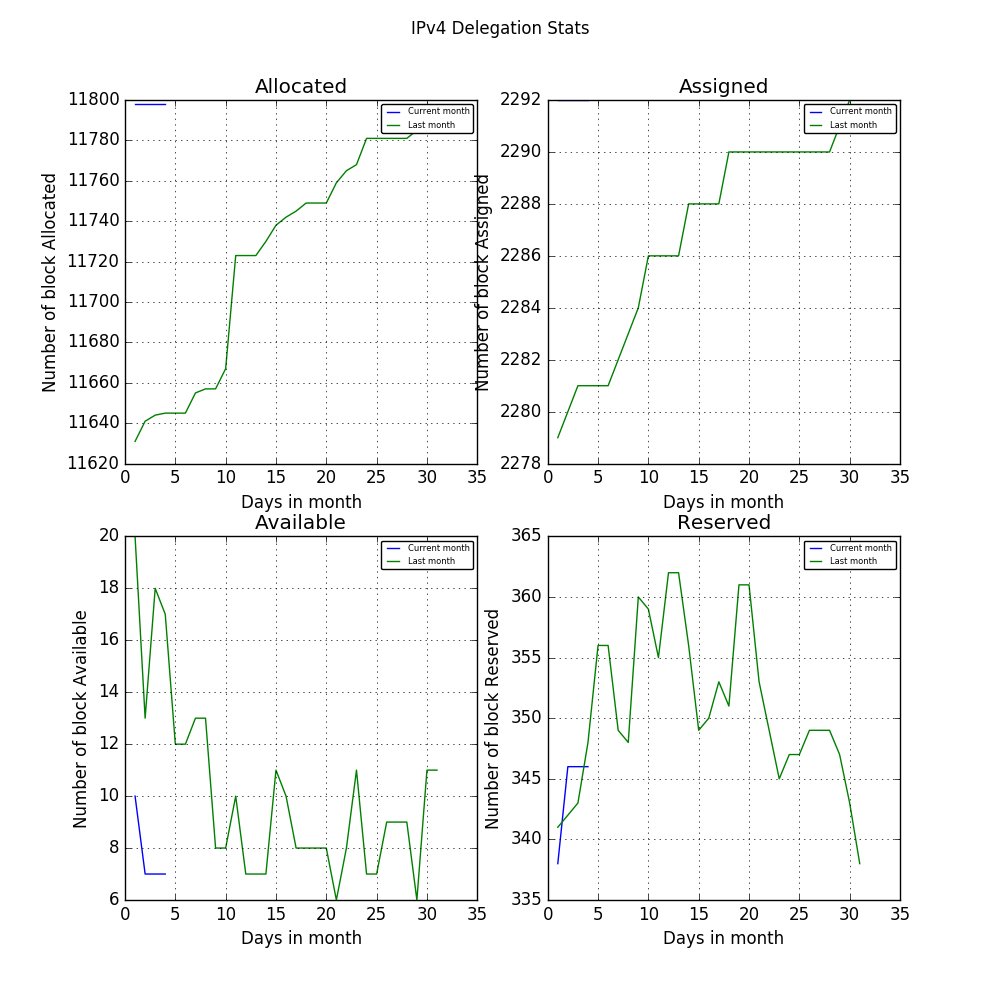 IPv4 Delegation Stats
Allocated
Number of block Allocated
11800
11780
11760
11740
11720
11700
11680
11660
11640
11620
Current month
Last month
0 5 10 15 20 25 30 35
Days in month
Assigned
Number of block Assigned
2292
2290
2288
2286
2284
2282
2280
2278
Current month
Last month
0 5 10 15 20 25 30 35
Days in month
Available
Number of block Available
20
18
16
14
12
10
8
6
Current month
Last month
0 5 10 15 20 25 30 35
Days in month
Reserved
Number of block Reserved
365
360
355
350
345
340
335
Current month
Last month
0 5 10 15 20 25 30 35
Days in month